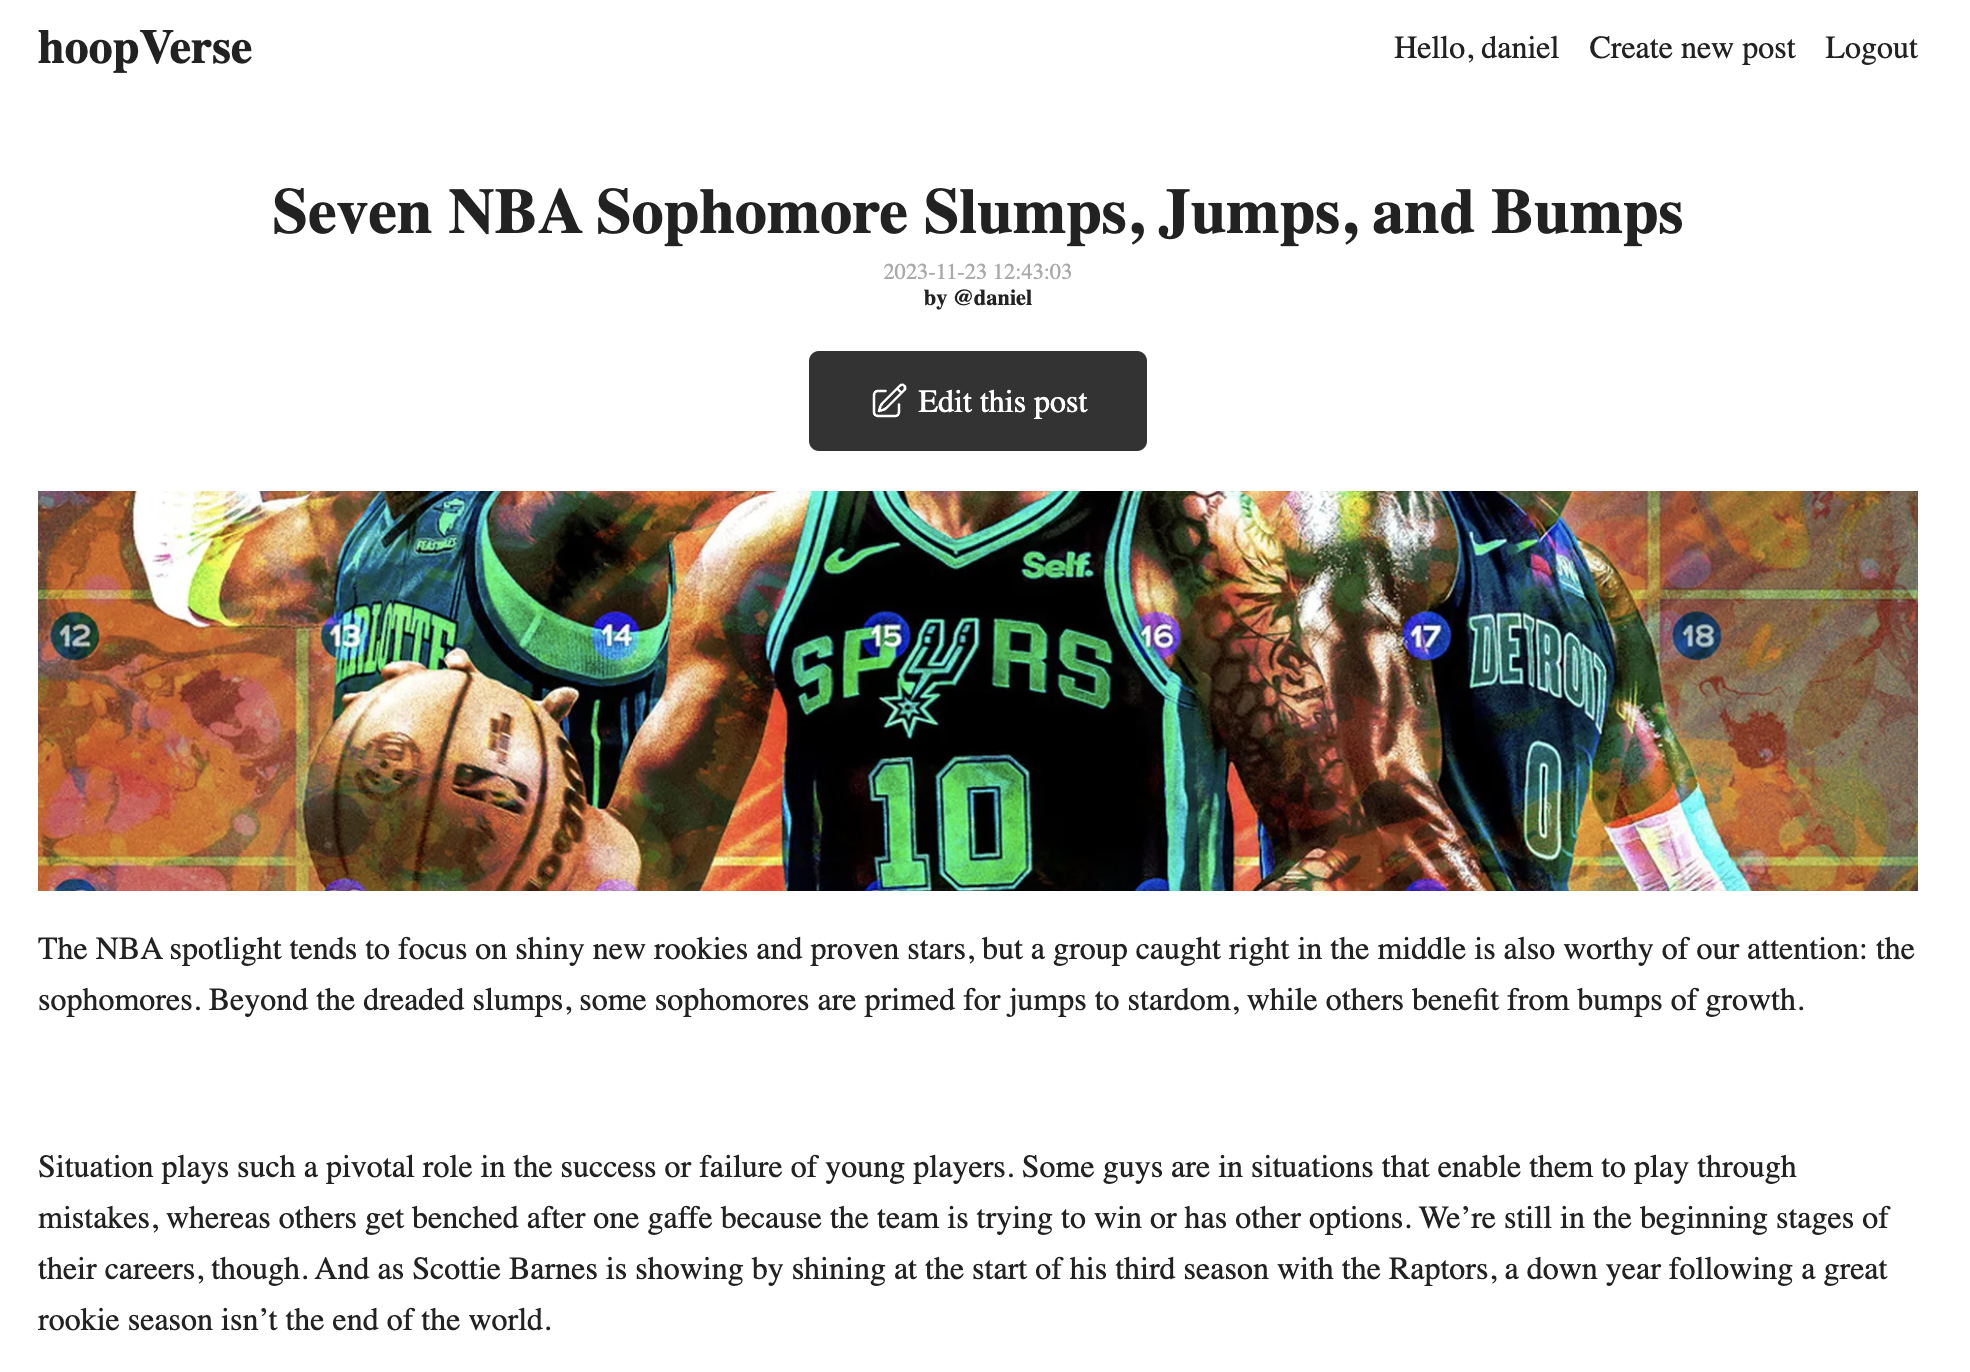 hoopVerse
Hello, daniel Create new post Logout
Seven NBA Sophomore Slumps, Jumps, and Bumps
2023-11-23 12:43:03
by @daniel
Edit this post
Self.
12 13 14 15 16 17 18
SPURS
DETROIT
10
0
The NBA spotlight tends to focus on shiny new rookies and proven stars, but a group caught right in the middle is also worthy of our attention: the
sophomores. Beyond the dreaded slumps, some sophomores are primed for jumps to stardom, while others benefit from bumps of growth.
Situation plays such a pivotal role in the success or failure of young players. Some guys are in situations that enable them to play through
mistakes, whereas others get benched after one gaffe because the team is trying to win or has other options. We’re still in the beginning stages of
their careers, though. And as Scottie Barnes is showing by shining at the start of his third season with the Raptors, a down year following a great
rookie season isn’t the end of the world.